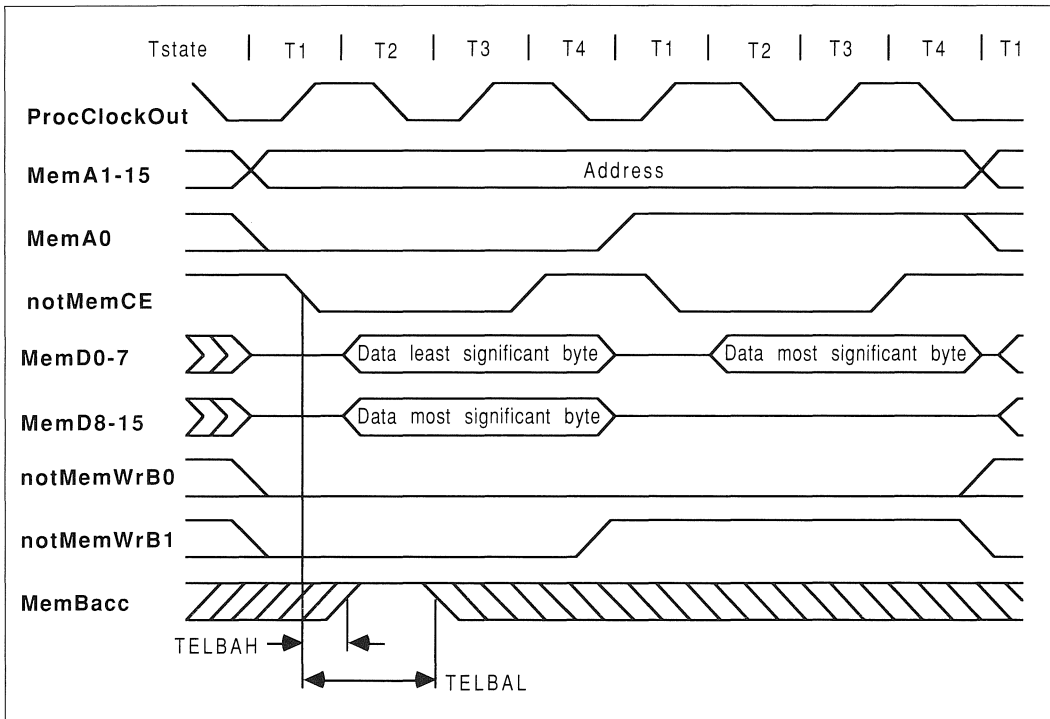 Tstate | T1 | T2 | T3 | T4 | T1 | T2 | T3 | T4 | T1
ProcClockOut
MemA1-15 Address
MemA0
notMemCE
MemD0-7 Data least significant byte Data most significant byte
MemD8-15 Data most significant byte
notMemWrB0
notMemWrB1
MemBacc
TELBAH
TELBAL